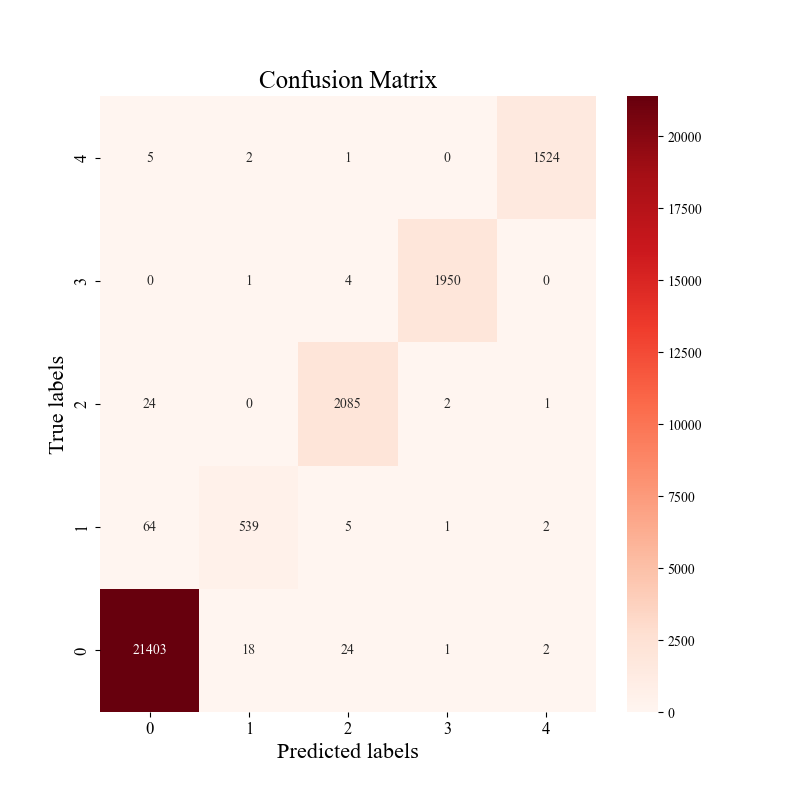 Confusion Matrix
4 5 2 1 0 1524
3 0 1 4 1950 0
2 24 0 2085 2 1
1 64 539 5 1 2
0 21403 18 24 1 2
0 1 2 3 4
Predicted labels
True labels
20000
17500
15000
12500
10000
7500
5000
2500
0